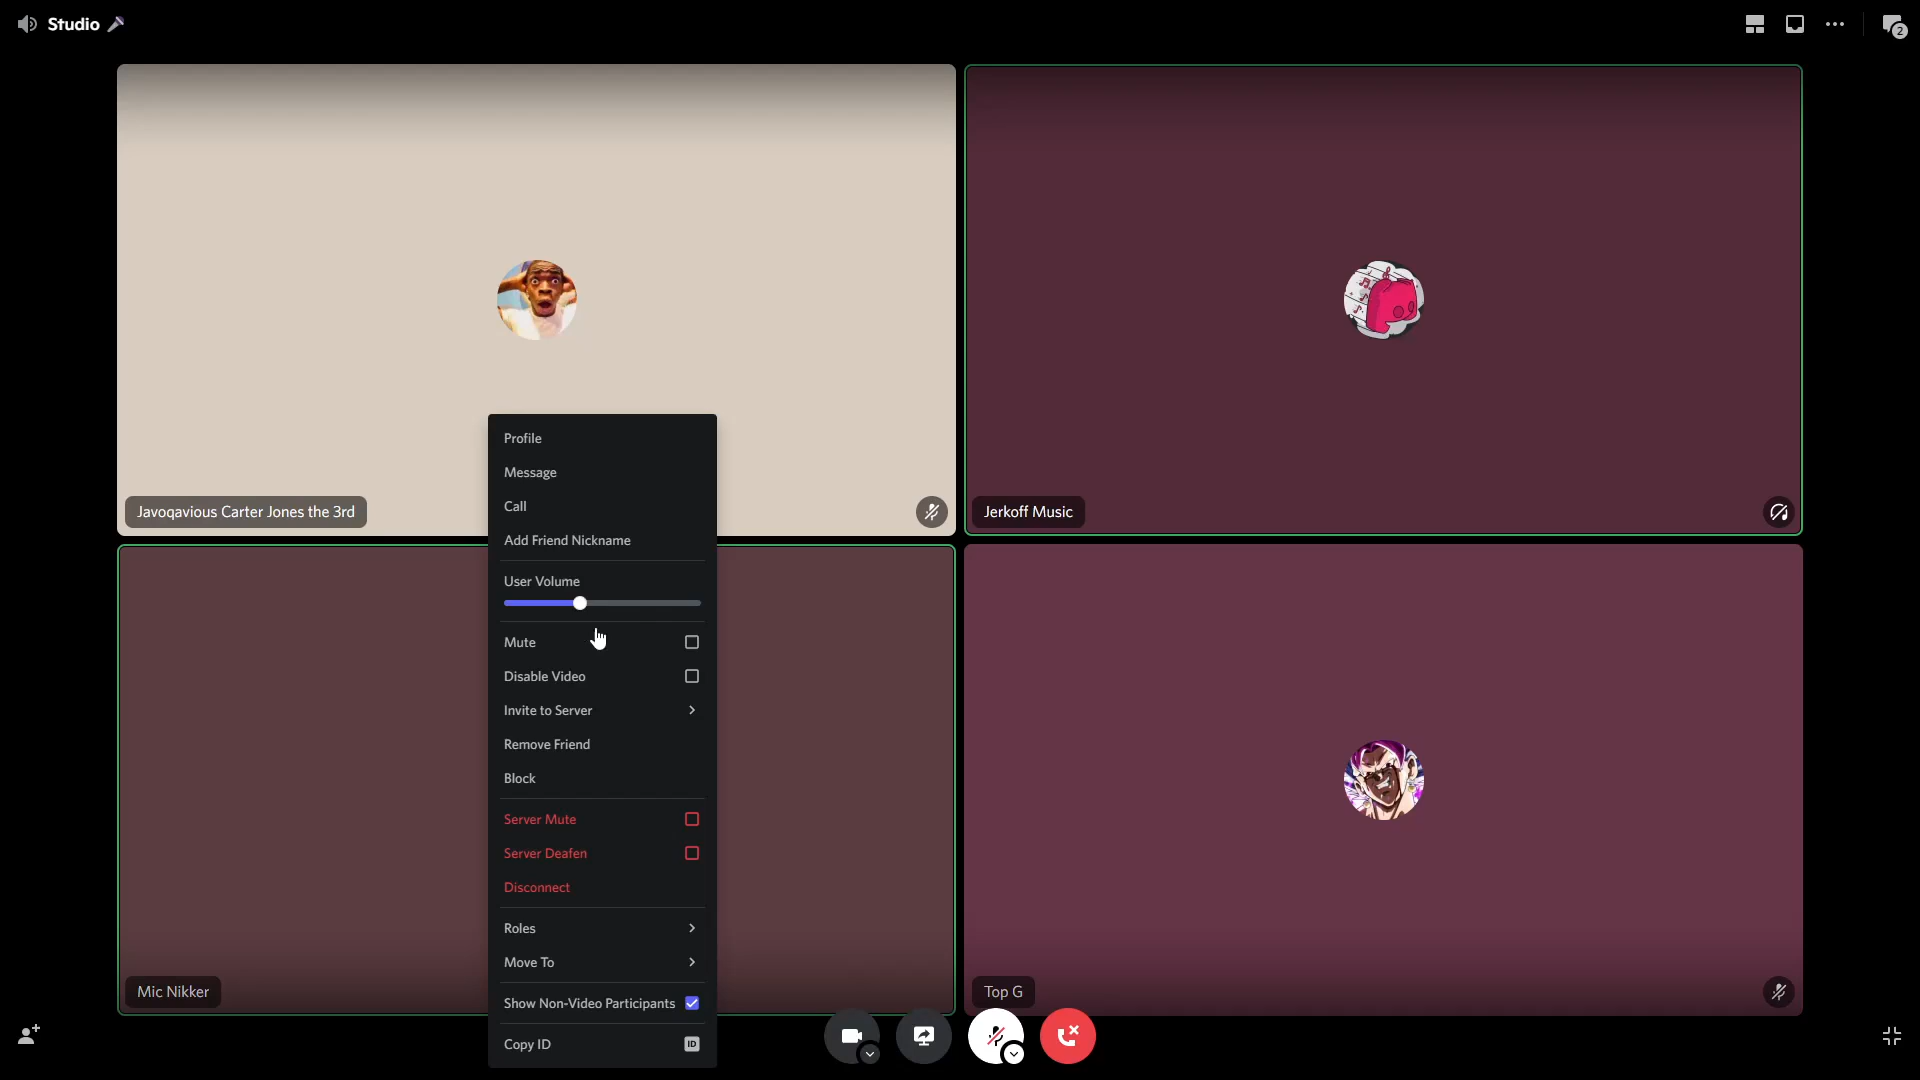 Studio
2
Javoqavious Carter Jones the 3rd
Jerkoff Music
Profile
Message
Call
Add Friend Nickname
User Volume
Mute
Disable Video
Invite to Server
Remove Friend
Block
Server Mute
Server Deafen
Disconnect
Roles
Move To
Show Non-Video Participants
Copy ID
ID
Mic Nikker
Top G